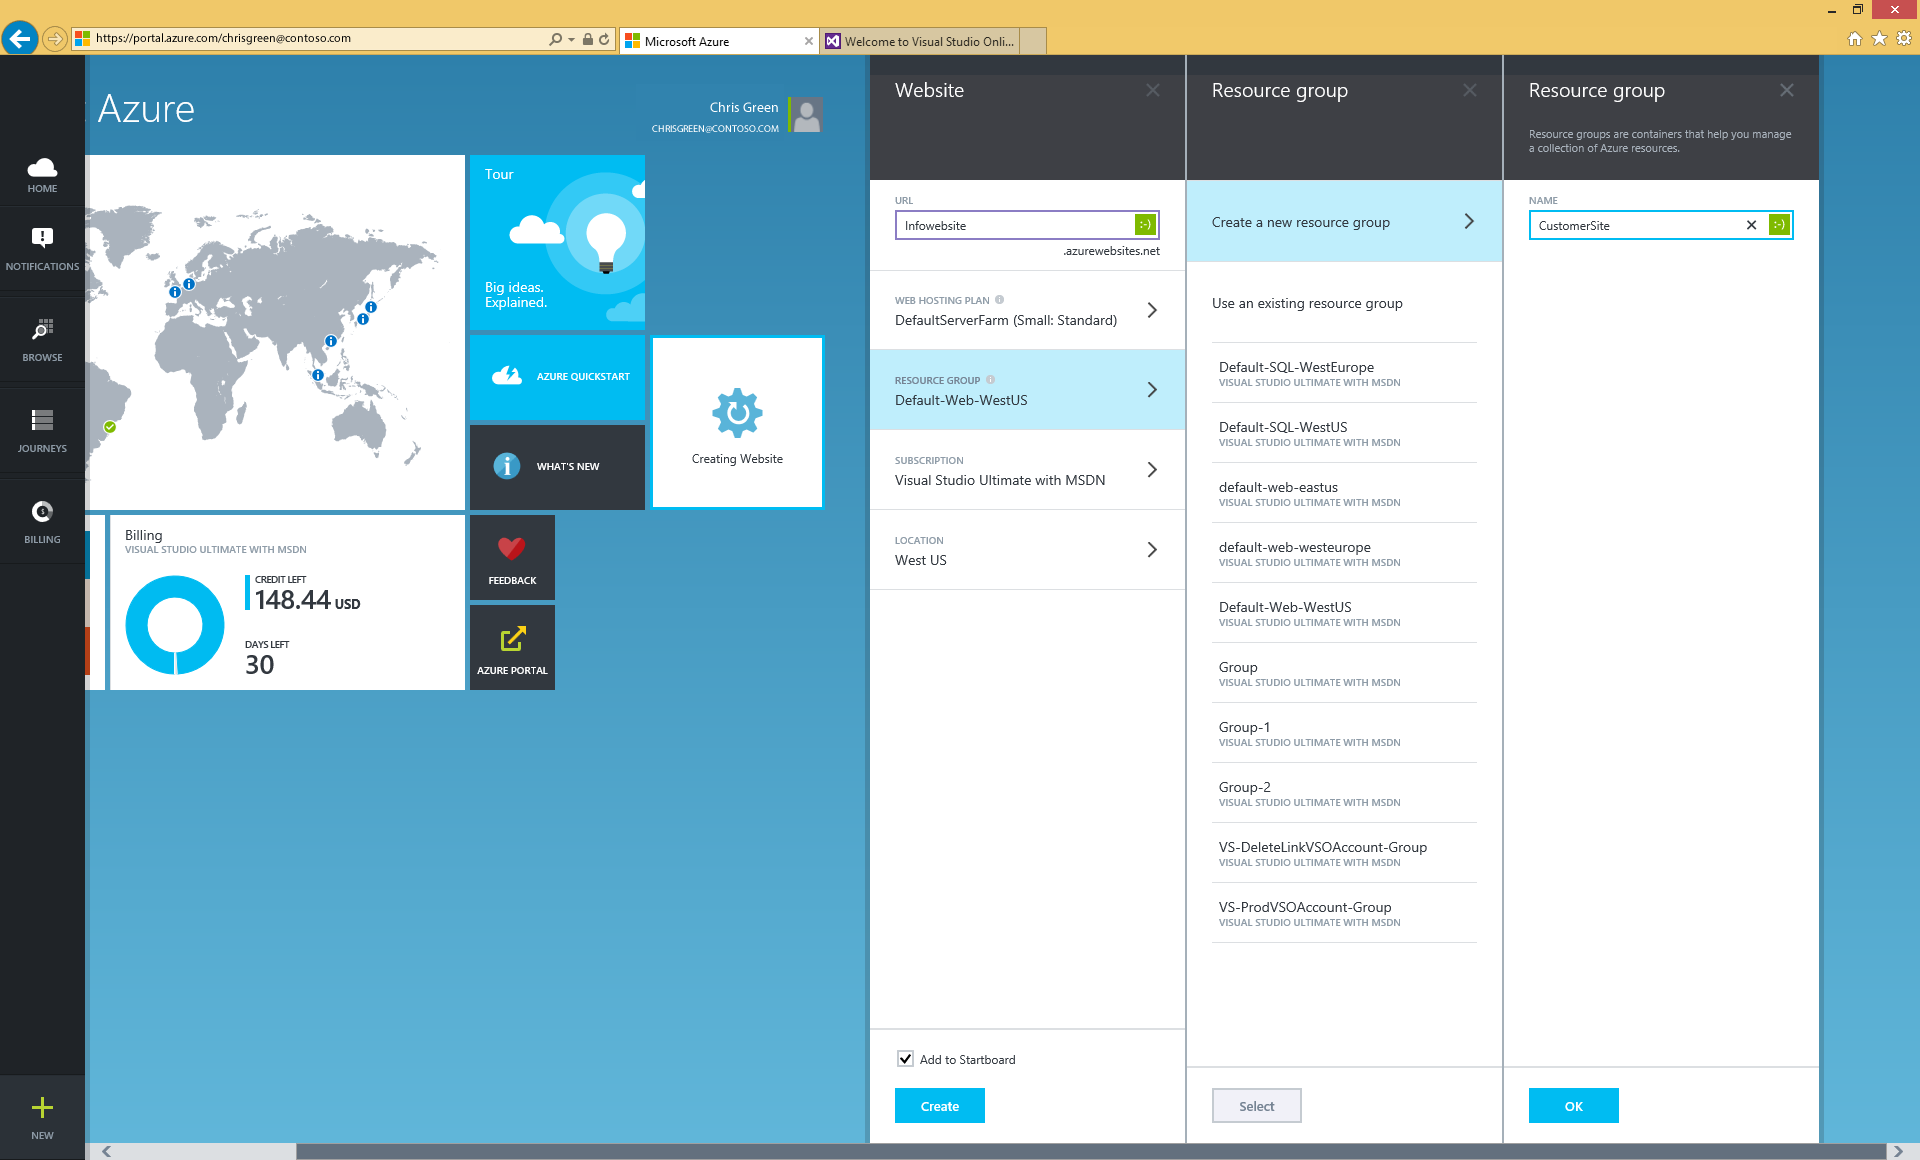 https://portal.azure.com/chrisgreen@contoso.com
Microsoft Azure
Welcome to Visual Studio Onli...
HOME
NOTIFICATIONS
BROWSE
JOURNEYS
BILLING
NEW
Azure
Chris Green
CHRISGREEN@CONTOSO.COM
Tour
Big ideas.
Explained.
AZURE QUICKSTART
WHAT'S NEW
Creating Website
Billing
VISUAL STUDIO ULTIMATE WITH MSDN
CREDIT LEFT
148.44 USD
DAYS LEFT
30
FEEDBACK
AZURE PORTAL
Website
URL
Infowebsite
:-)
.azurewebsites.net
WEB HOSTING PLAN
DefaultServerFarm (Small: Standard)
RESOURCE GROUP
Default-Web-WestUS
SUBSCRIPTION
Visual Studio Ultimate with MSDN
LOCATION
West US
Add to Startboard
Create
Resource group
Create a new resource group
Use an existing resource group
Default-SQL-WestEurope
VISUAL STUDIO ULTIMATE WITH MSDN
Default-SQL-WestUS
VISUAL STUDIO ULTIMATE WITH MSDN
default-web-eastus
VISUAL STUDIO ULTIMATE WITH MSDN
default-web-westeurope
VISUAL STUDIO ULTIMATE WITH MSDN
Default-Web-WestUS
VISUAL STUDIO ULTIMATE WITH MSDN
Group
VISUAL STUDIO ULTIMATE WITH MSDN
Group-1
VISUAL STUDIO ULTIMATE WITH MSDN
Group-2
VISUAL STUDIO ULTIMATE WITH MSDN
VS-DeleteLinkVSOAccount-Group
VISUAL STUDIO ULTIMATE WITH MSDN
VS-ProdVSOAccount-Group
VISUAL STUDIO ULTIMATE WITH MSDN
Select
Resource group
Resource groups are containers that help you manage
a collection of Azure resources.
NAME
CustomerSite
:-)
OK